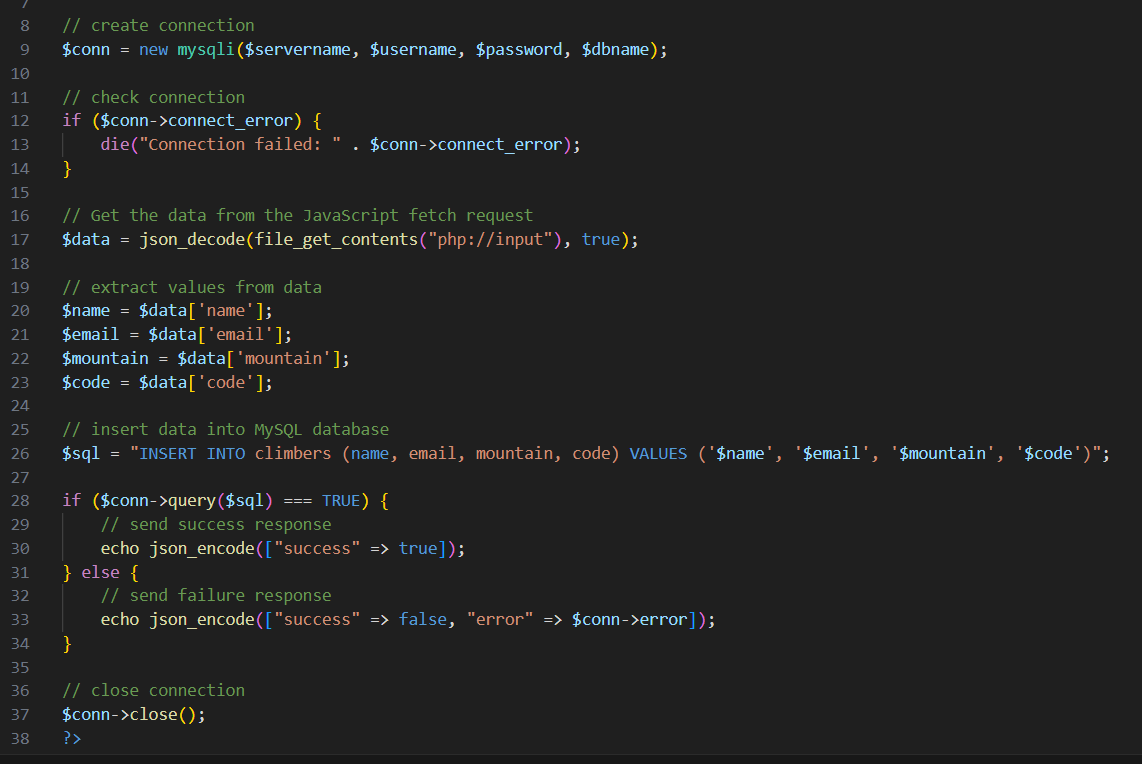 7
8 // create connection
9 $conn = new mysqli($servername, $username, $password, $dbname);
10
11 // check connection
12 if ($conn->connect_error) {
13     die("Connection failed: " . $conn->connect_error);
14 }
15
16 // Get the data from the JavaScript fetch request
17 $data = json_decode(file_get_contents("php://input"), true);
18
19 // extract values from data
20 $name = $data['name'];
21 $email = $data['email'];
22 $mountain = $data['mountain'];
23 $code = $data['code'];
24
25 // insert data into MySQL database
26 $sql = "INSERT INTO climbers (name, email, mountain, code) VALUES ('$name', '$email', '$mountain', '$code')";
27
28 if ($conn->query($sql) === TRUE) {
29     // send success response
30     echo json_encode(["success" => true]);
31 } else {
32     // send failure response
33     echo json_encode(["success" => false, "error" => $conn->error]);
34 }
35
36 // close connection
37 $conn->close();
38 ?>